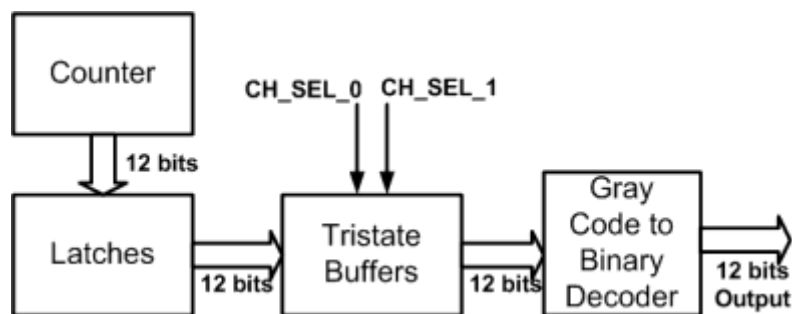 Counter
CH_SEL_0
CH_SEL_1
12 bits
Latches
12 bits
Tristate
Buffers
12 bits
Gray
Code to
Binary
Decoder
12 bits
Output